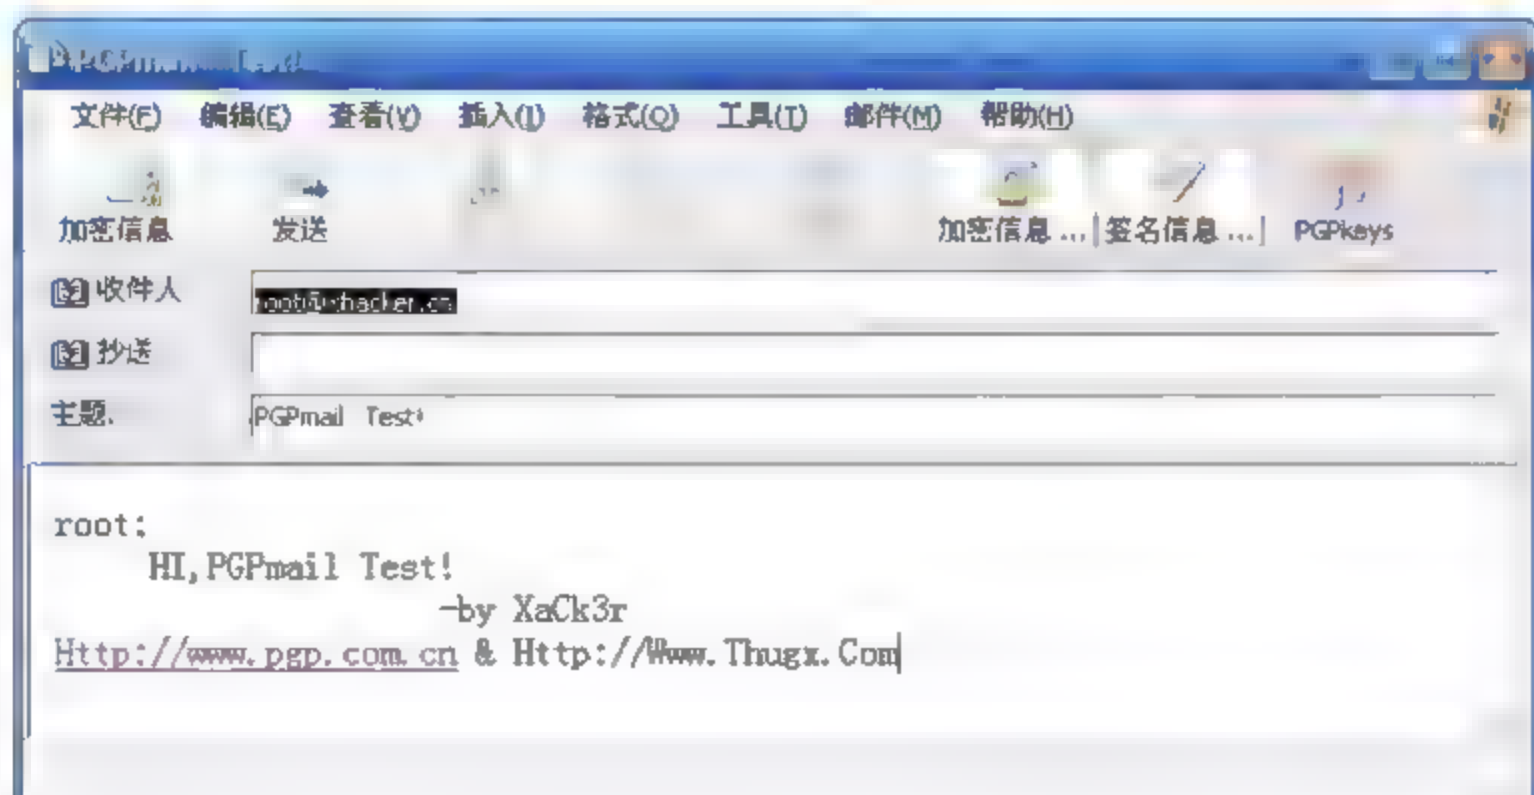 文件(F) 编辑(E) 查看(V) 插入(I) 格式(O) 工具(T) 邮件(M) 帮助(H)
加密信息 发送 加密信息 ... 签名信息 ... PGPkeys
收件人
抄送
主题: PGPmail Test!
root:
HI,PGPmail Test!
-by XaCk3r
Http://www.pgp.com.cn & Http://Www.Thugx.Com